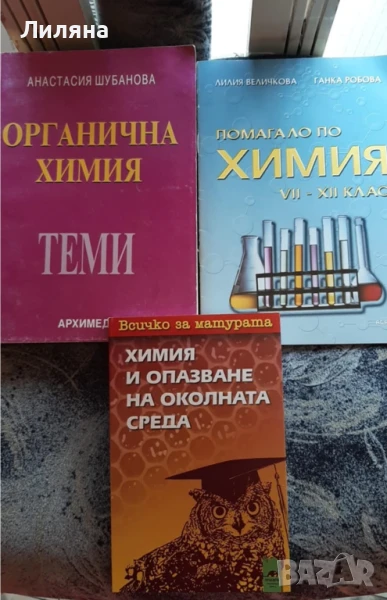 Лиляна
АНАСТАСИЯ ШУБАНОВА
ОРГАНИЧНА
ХИМИЯ
ТЕМИ
АРХИМЕД
ЛИЛИЯ ВЕЛИЧКОВА ГАНКА РОБОВА
ПОМАГАЛО ПО
ХИМИЯ
VII - XII КЛАС
Всичко за матурата
ХИМИЯ
И ОПАЗВАНЕ
НА ОКОЛНАТА
СРЕДА
BAZAR